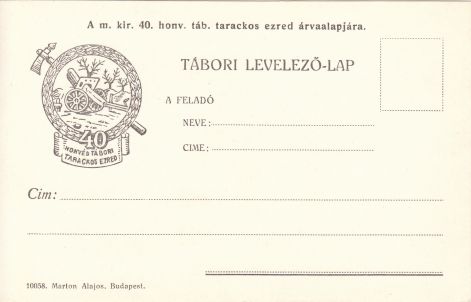 A m. kir. 40. honv. táb. tarackos ezred árvaalapjára.
TÁBORI LEVELEZŐ-LAP
A FELADÓ
NEVE:
CIME:
40
HONVÉD TÁBORI
TARACKOS EZRED
Cim:
10058. Marton Alajos, Budapest.